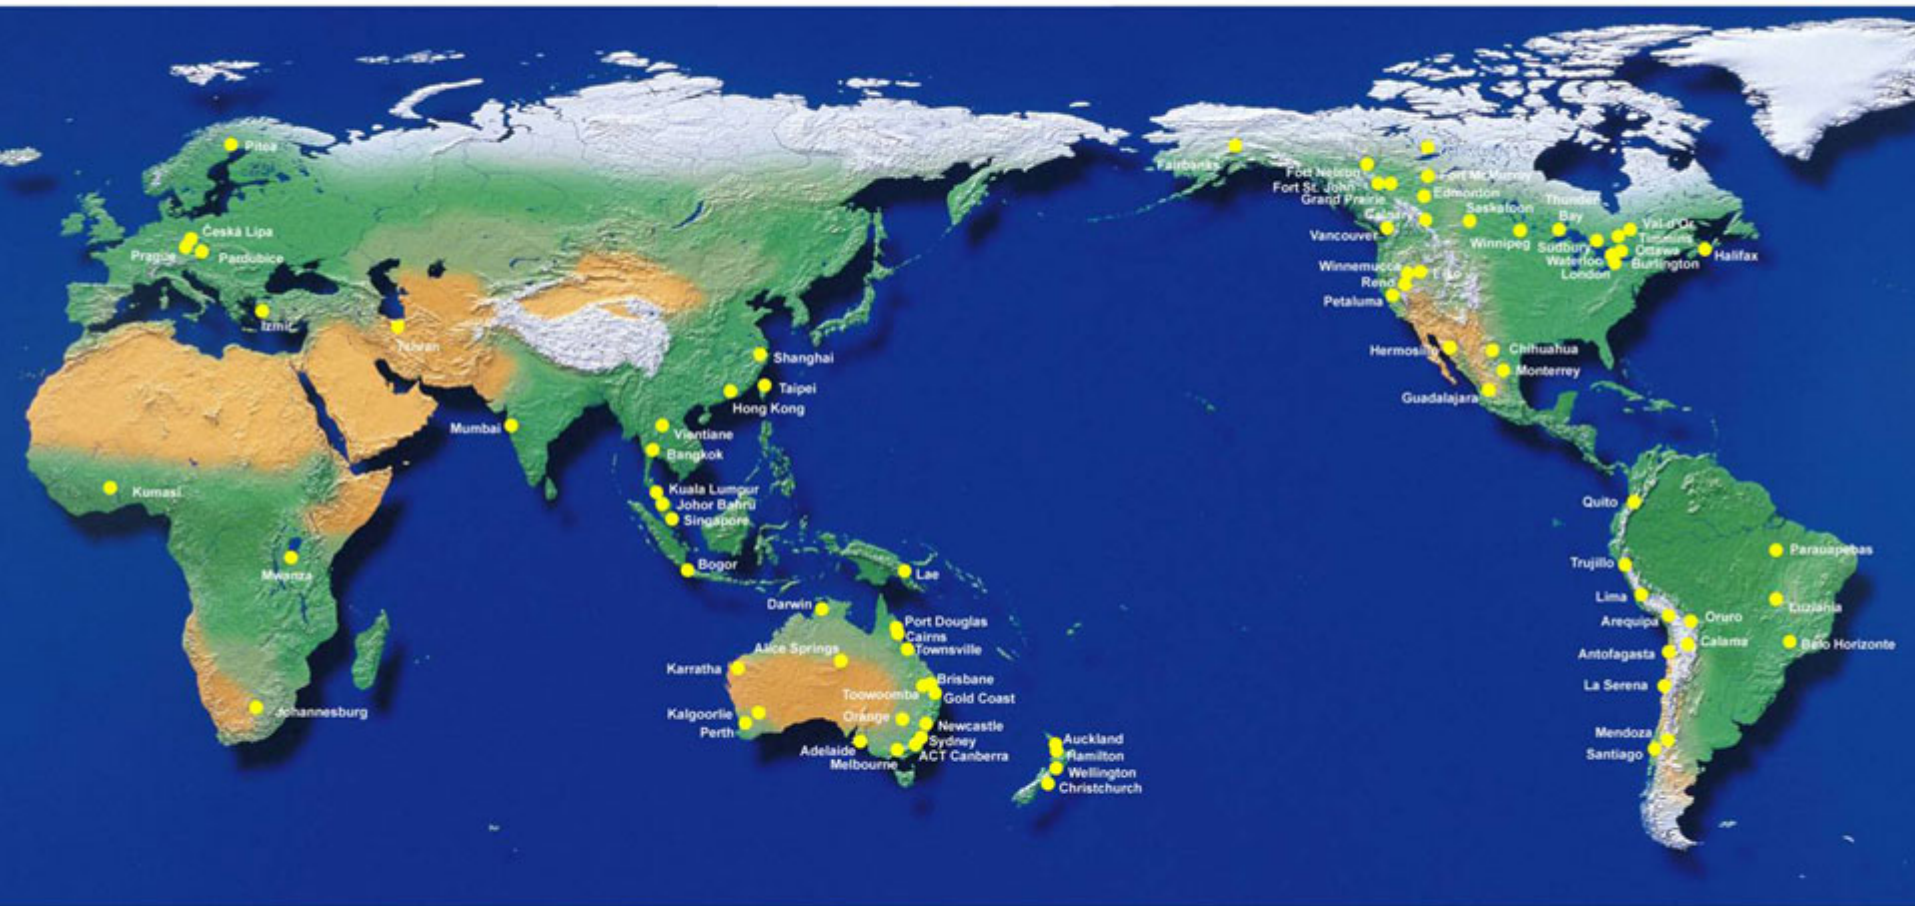 Pitea
Česká Lípa
Prague
Pardubice
Izmir
Tehran
Kumasi
Mwanza
Johannesburg
Mumbai
Shanghai
Taipei
Hong Kong
Vientiane
Bangkok
Kuala Lumpur
Johor Bahru
Singapore
Bogor
Lae
Darwin
Port Douglas
Cairns
Townsville
Alice Springs
Karratha
Brisbane
Toowoomba
Gold Coast
Kalgoorlie
Orange
Perth
Newcastle
Sydney
Adelaide
ACT Canberra
Melbourne
Auckland
Hamilton
Wellington
Christchurch
Fairbanks
Fort Nelson
Fort McMurray
Fort St. John
Grand Prairie
Edmonton
Calgary
Saskatoon
Thunder
Bay
Vancouver
Winnipeg
Val-d'Or
Timmins
Sudbury
Ottawa
Waterloo
Burlington
London
Halifax
Winnemucca
Elko
Reno
Petaluma
Hermosillo
Chihuahua
Monterrey
Guadalajara
Quito
Parauapebas
Trujillo
Lima
Luziania
Arequipa
Oruro
Calama
Belo Horizonte
Antofagasta
La Serena
Mendoza
Santiago